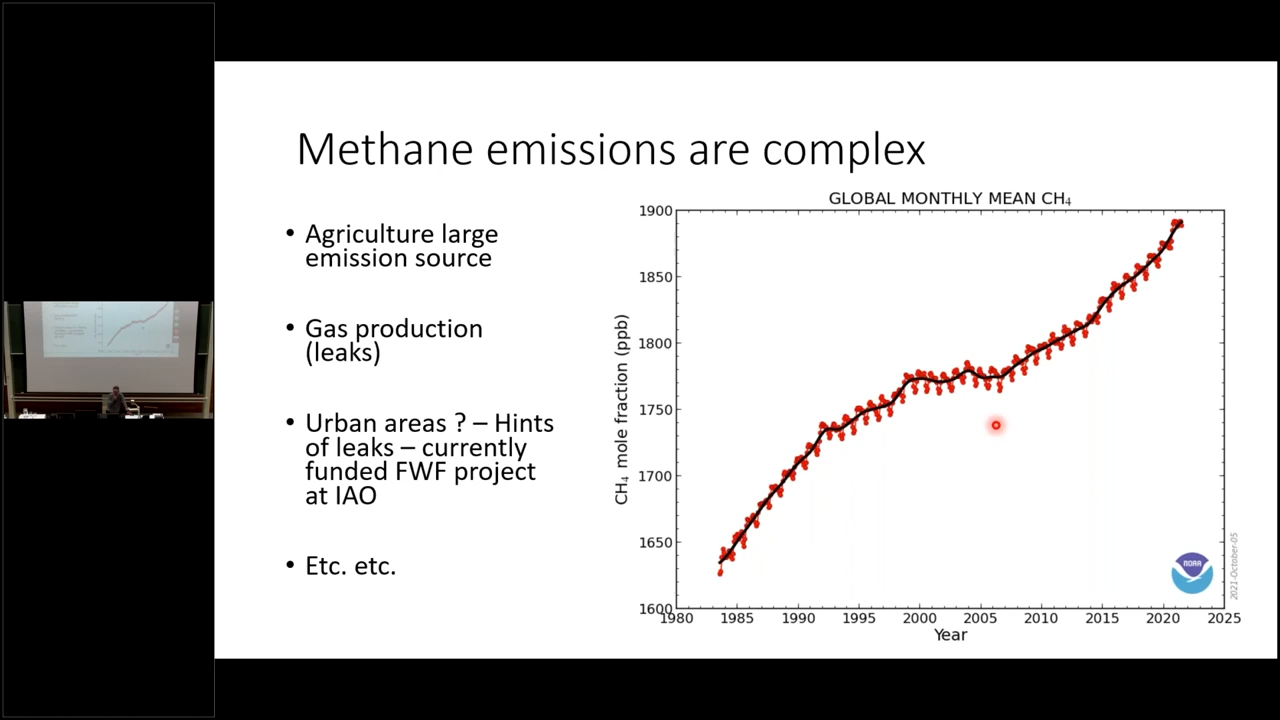 Methane emissions are complex
• Agriculture large
emission source
• Gas production
(leaks)
• Urban areas ? – Hints
of leaks – currently
funded FWF project
at IAO
• Etc. etc.
GLOBAL MONTHLY MEAN CH₄
CH₄ mole fraction (ppb)
1900
1850
1800
1750
1700
1650
1600
1980 1985 1990 1995 2000 2005 2010 2015 2020 2025
Year
NOAA
2021-October-05